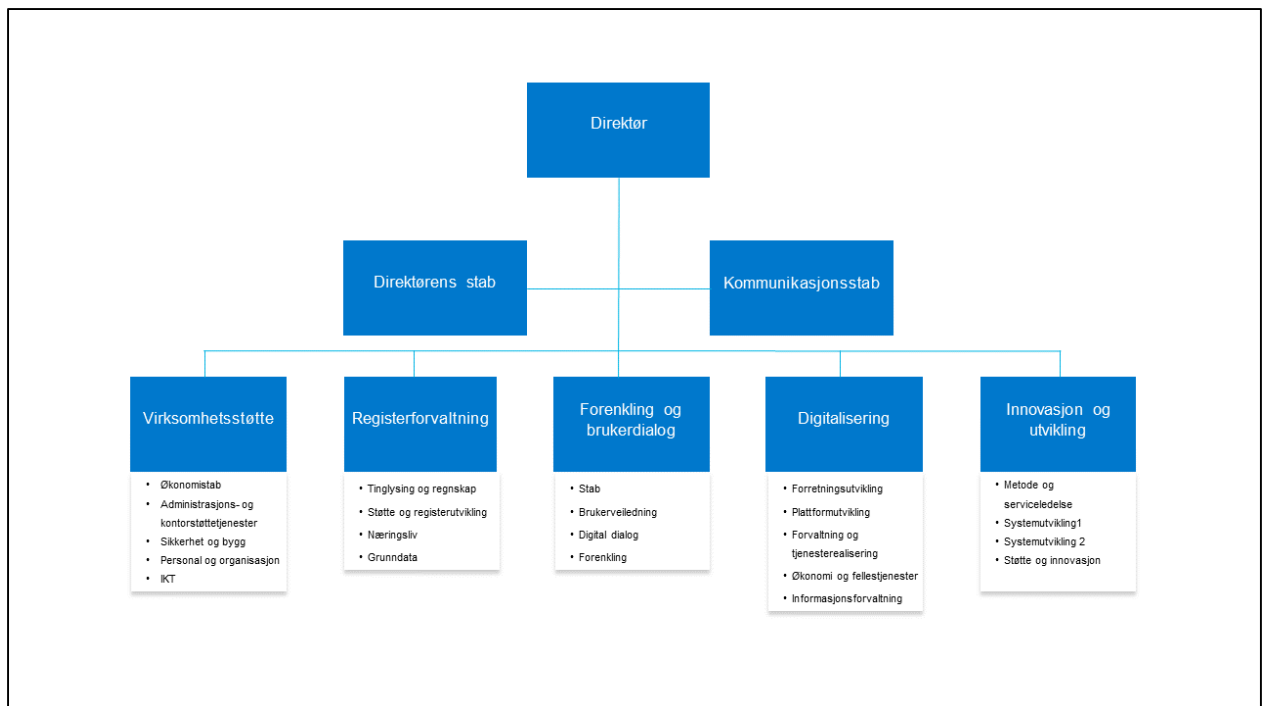 Direktør
Direktørens stab
Kommunikasjonsstab
Virksomhetsstøtte
• Økonomistab
• Administrasjons- og
kontorstøttetjenester
• Sikkerhet og bygg
• Personal og organisasjon
• IKT
Registerforvaltning
• Tinglysing og regnskap
• Støtte og registerutvikling
• Næringsliv
• Grunndata
Forenkling og
brukerdialog
• Stab
• Brukerveiledning
• Digital dialog
• Forenkling
Digitalisering
• Forretningsutvikling
• Plattformutvikling
• Forvaltning og
tjenesterealisering
• Økonomi og fellestjenester
• Informasjonsforvaltning
Innovasjon og
utvikling
• Metode og
serviceledelse
• Systemutvikling1
• Systemutvikling 2
• Støtte og innovasjon